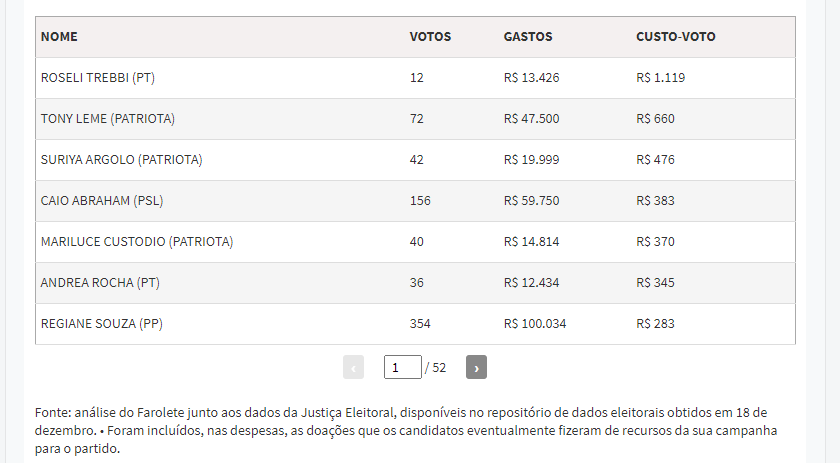 NOME VOTOS GASTOS CUSTO-VOTO
ROSELI TREBBI (PT) 12 R$ 13.426 R$ 1.119
TONY LEME (PATRIOTA) 72 R$ 47.500 R$ 660
SURIYA ARGOLO (PATRIOTA) 42 R$ 19.999 R$ 476
CAIO ABRAHAM (PSL) 156 R$ 59.750 R$ 383
MARILUCE CUSTODIO (PATRIOTA) 40 R$ 14.814 R$ 370
ANDREA ROCHA (PT) 36 R$ 12.434 R$ 345
REGIANE SOUZA (PP) 354 R$ 100.034 R$ 283
‹ 1 / 52 ›
Fonte: análise do Farolete junto aos dados da Justiça Eleitoral, disponíveis no repositório de dados eleitorais obtidos em 18 de
dezembro. • Foram incluídos, nas despesas, as doações que os candidatos eventualmente fizeram de recursos da sua campanha
para o partido.